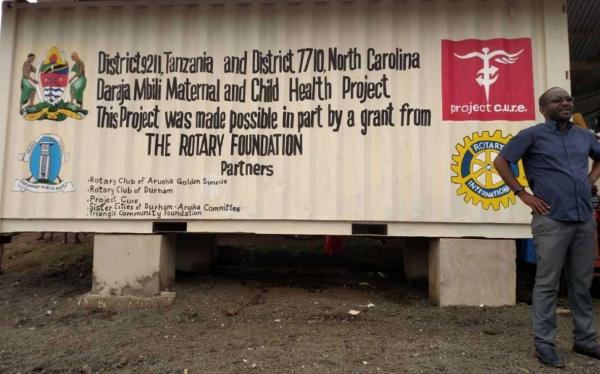 District9211,Tanzania and District 7710, North Carolina
Daraja Mbili Maternal and Child Health Project
This Project was made possible in part by a grant from
THE ROTARY FOUNDATION
Partners
.Rotary Club of Arusha Golden Sunrise
.Rotary Club of Durham
.Project Cure
.Sister Cities of Durham-Arusha Committee
.Triangle Community Foundation
project c.u.r.e.
ROTARY
INTERNATIONAL